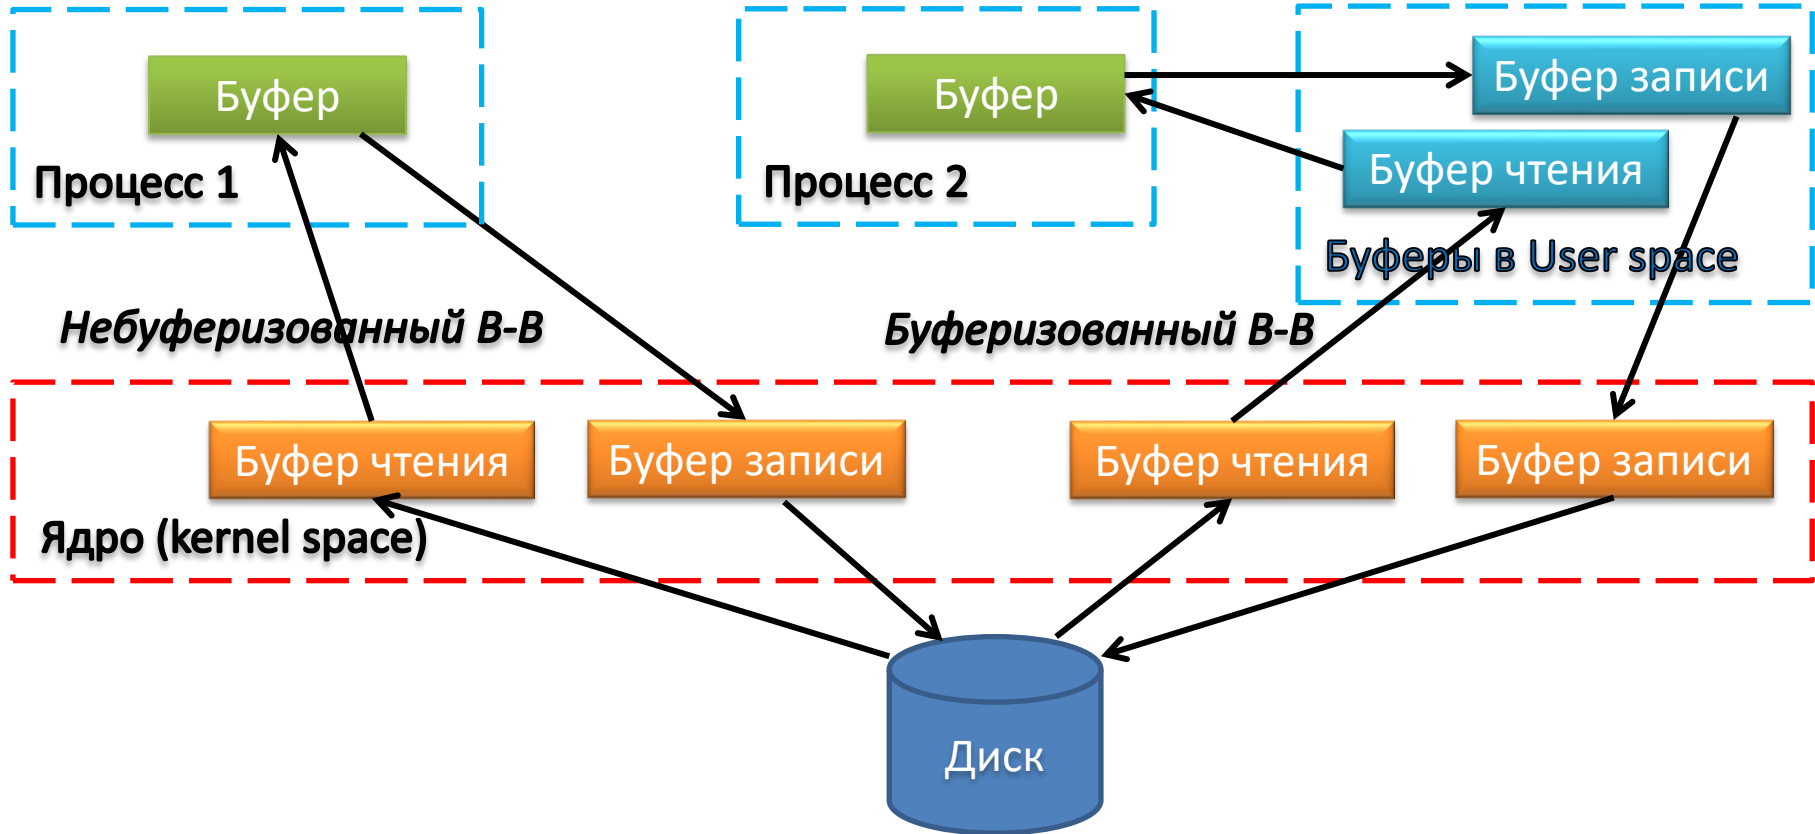 Буфер
Буфер
Буфер записи
Буфер чтения
Процесс 1
Процесс 2
Буферы в User space
Небуферизованный В-В
Буферизованный В-В
Буфер чтения
Буфер записи
Буфер чтения
Буфер записи
Ядро (kernel space)
Диск